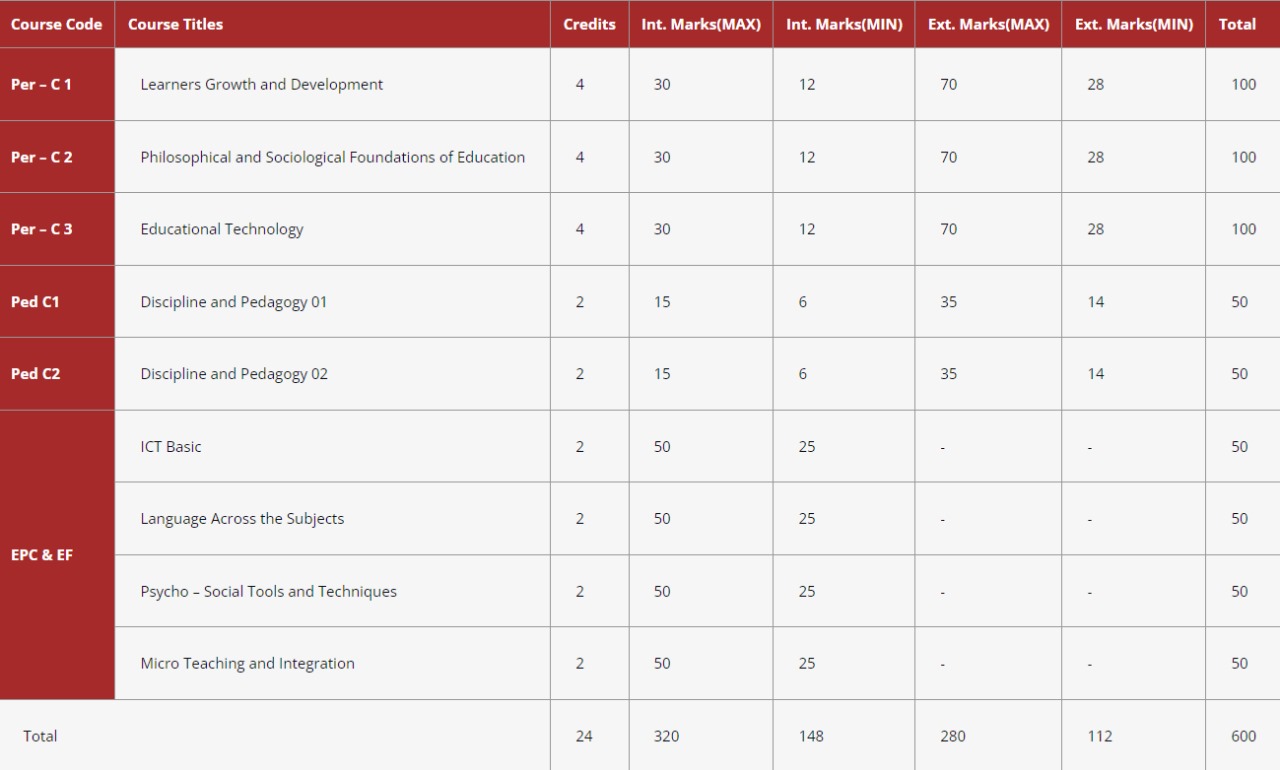 Course Code Course Titles Credits Int. Marks(MAX) Int. Marks(MIN) Ext. Marks(MAX) Ext. Marks(MIN) Total
Per – C 1 Learners Growth and Development 4 30 12 70 28 100
Per – C 2 Philosophical and Sociological Foundations of Education 4 30 12 70 28 100
Per – C 3 Educational Technology 4 30 12 70 28 100
Ped C1 Discipline and Pedagogy 01 2 15 6 35 14 50
Ped C2 Discipline and Pedagogy 02 2 15 6 35 14 50
EPC & EF
ICT Basic 2 50 25 - - 50
Language Across the Subjects 2 50 25 - - 50
Psycho – Social Tools and Techniques 2 50 25 - - 50
Micro Teaching and Integration 2 50 25 - - 50
Total 24 320 148 280 112 600